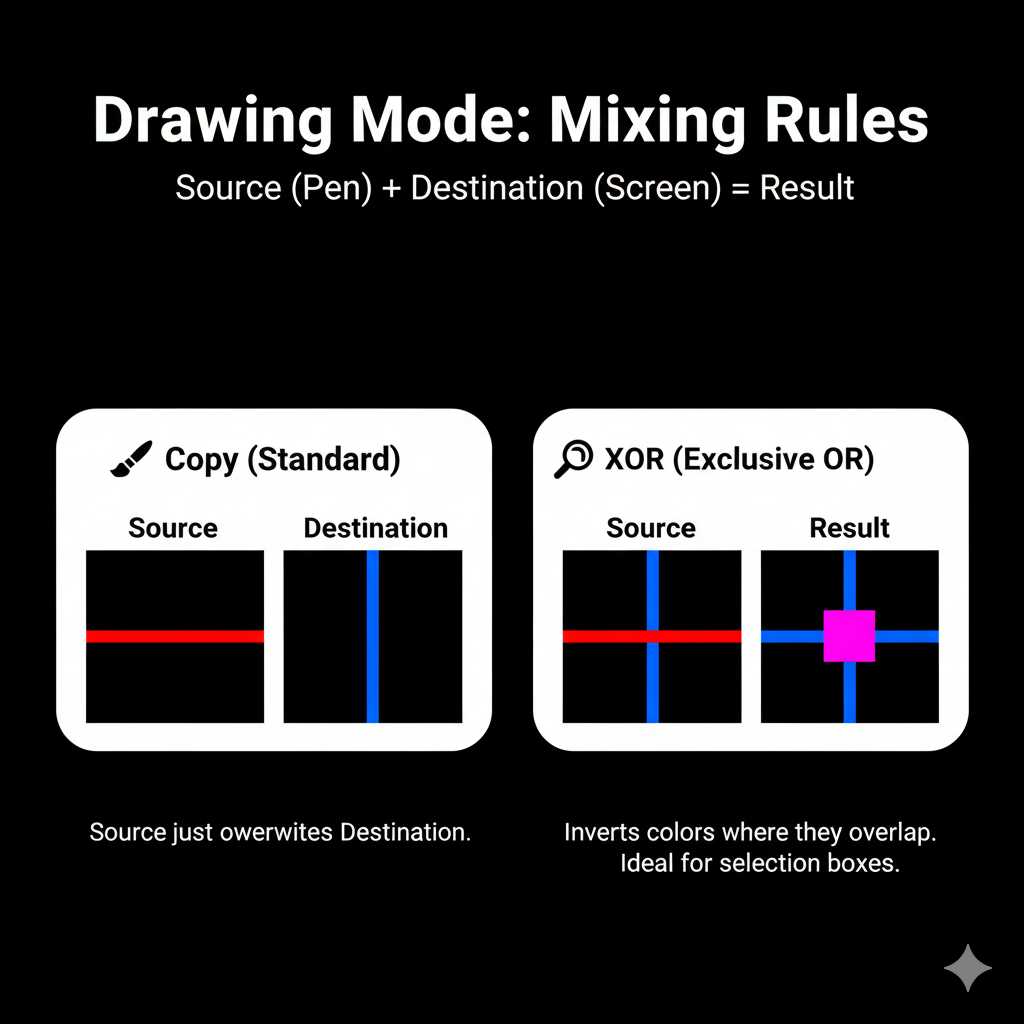 Drawing Mode: Mixing Rules
Source (Pen) + Destination (Screen) = Result
Copy (Standard)
Source
Destination
Source just owerwites Destination.
XOR (Exclusive OR)
Source
Result
Inverts colors where they overlap.
Ideal for selection boxes.